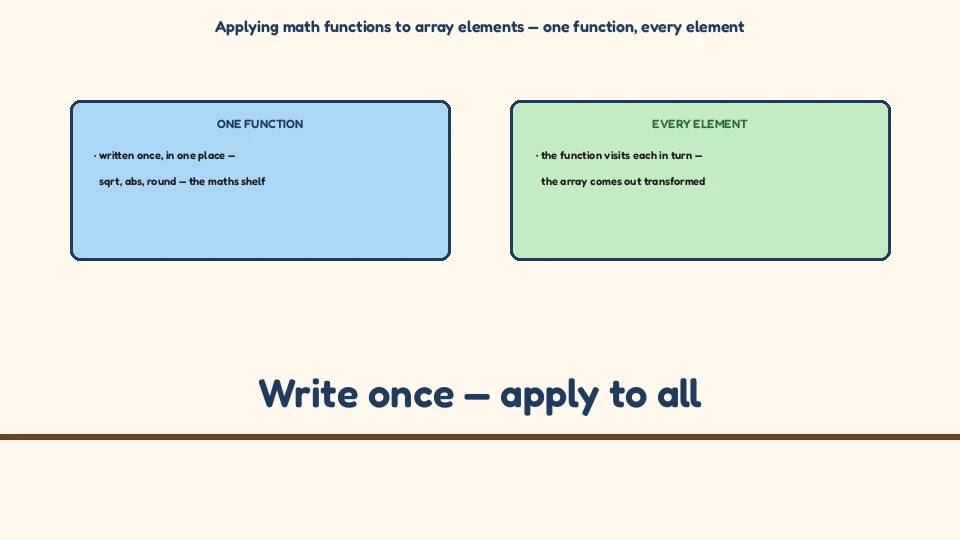 Applying math functions to array elements — one function, every element
ONE FUNCTION
· written once, in one place —
sqrt, abs, round — the maths shelf
EVERY ELEMENT
· the function visits each in turn —
the array comes out transformed
Write once — apply to all